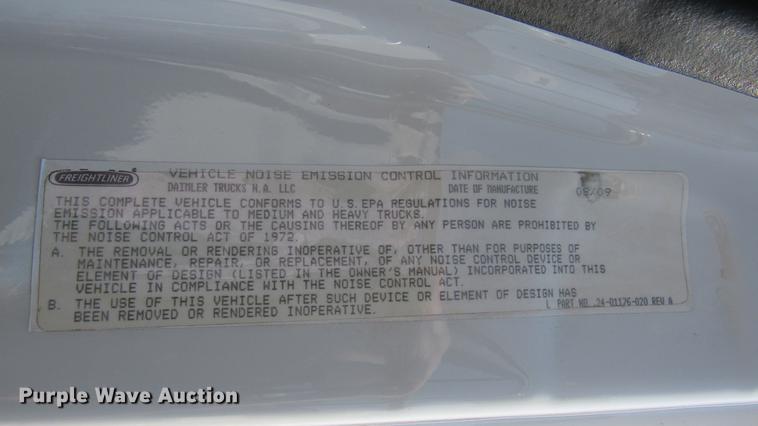 FREIGHTLINER
VEHICLE NOISE EMISSION CONTROL INFORMATION
DAIMLER TRUCKS N.A. LLC DATE OF MANUFACTURE 09/09
THIS COMPLETE VEHICLE CONFORMS TO U.S.EPA REGULATIONS FOR NOISE
EMISSION APPLICABLE TO MEDIUM AND HEAVY TRUCKS.
THE FOLLOWING ACTS OR THE CAUSING THEREOF BY ANY PERSON ARE PROHIBITED BY
THE NOISE CONTROL ACT OF 1972.
A. THE REMOVAL OR RENDERING INOPERATIVE OF, OTHER THAN FOR PURPOSES OF
MAINTENANCE, REPAIR, OR REPLACEMENT, OF ANY NOISE CONTROL DEVICE OR
ELEMENT OF DESIGN (LISTED IN THE OWNER'S MANUAL) INCORPORATED INTO THIS
VEHICLE IN COMPLIANCE WITH THE NOISE CONTROL ACT.
B. THE USE OF THIS VEHICLE AFTER SUCH DEVICE OR ELEMENT OF DESIGN HAS
BEEN REMOVED OR RENDERED INOPERATIVE.
L PART NO. 24-01176-020 REV A
Purple Wave Auction